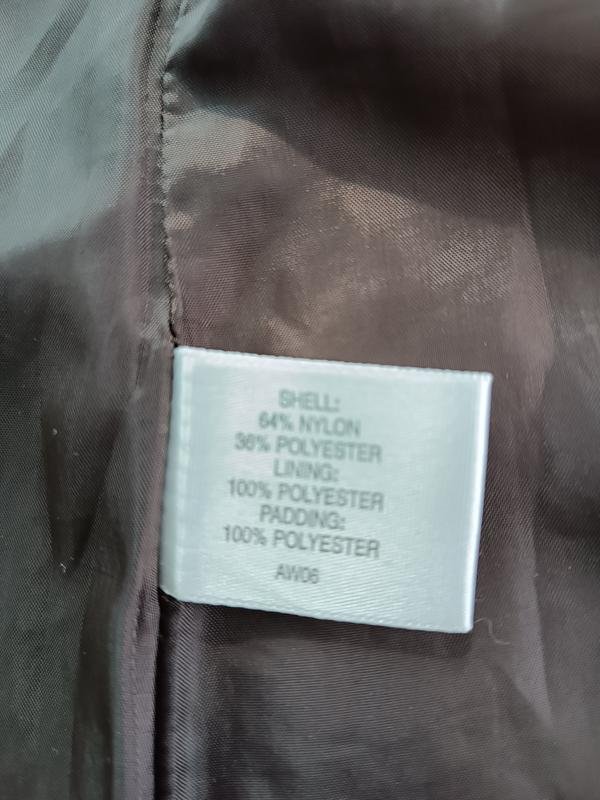 SHELL:
64% NYLON
36% POLYESTER
LINING:
100% POLYESTER
PADDING:
100% POLYESTER
AW06